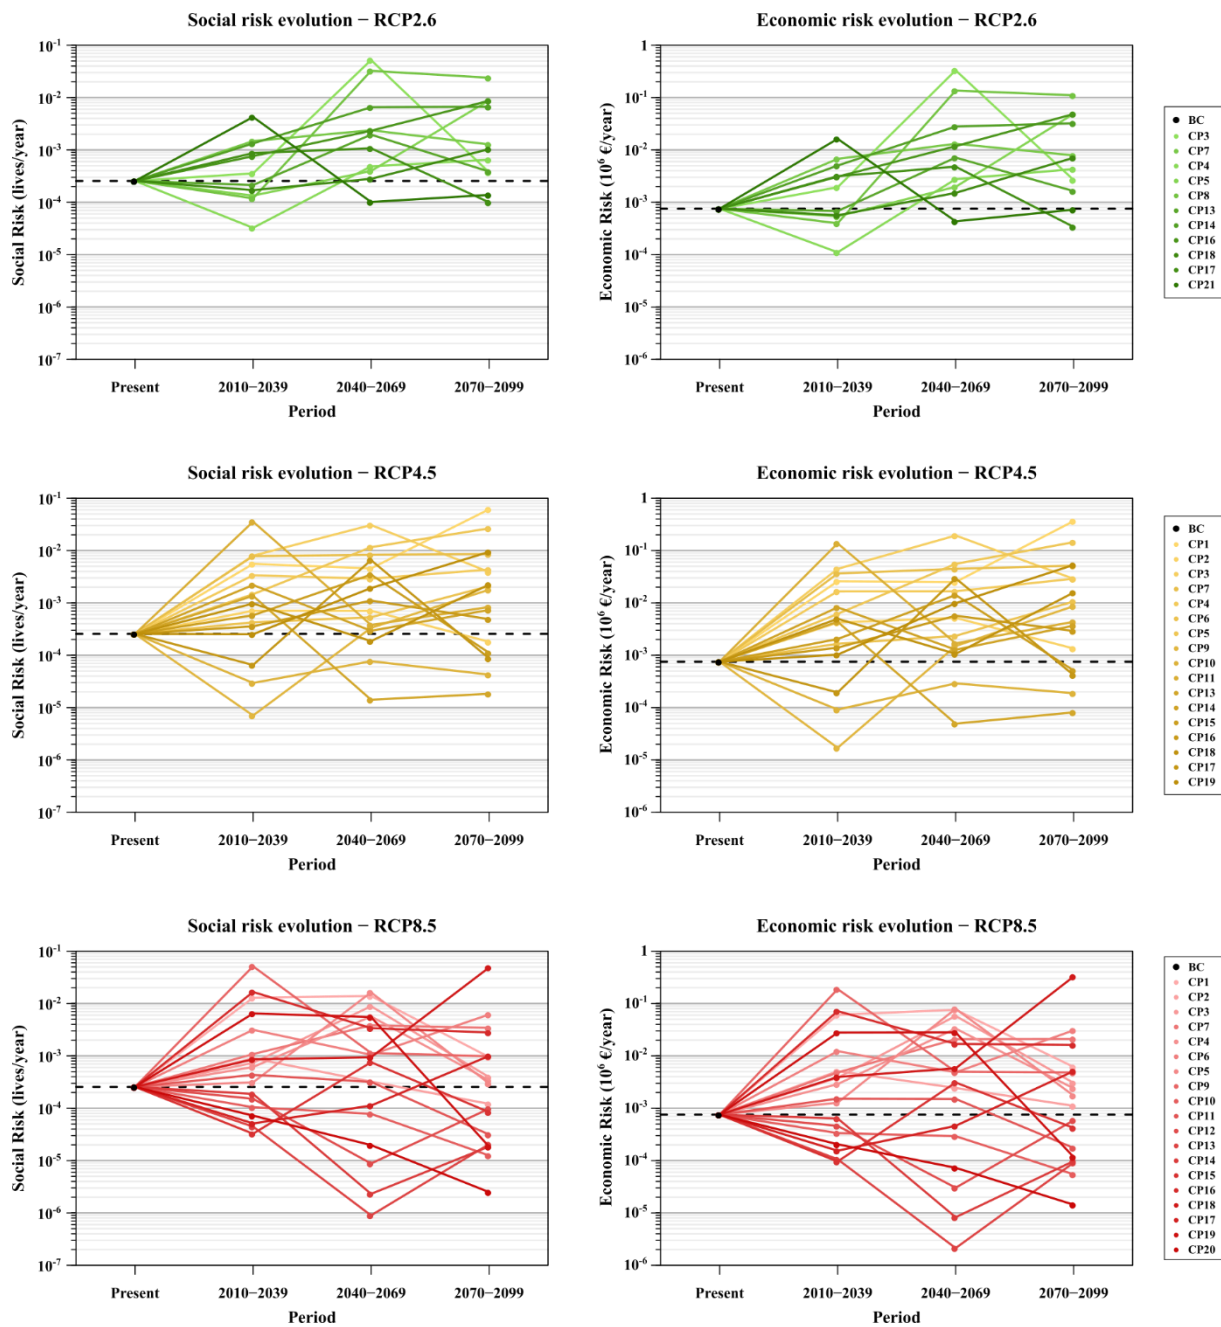 Social risk evolution − RCP2.6
Social Risk (lives/year)
10⁻¹
10⁻²
10⁻³
10⁻⁴
10⁻⁵
10⁻⁶
10⁻⁷
Present 2010−2039 2040−2069 2070−2099
Period
Economic risk evolution − RCP2.6
Economic Risk (10⁶ €/year)
1
10⁻¹
10⁻²
10⁻³
10⁻⁴
10⁻⁵
10⁻⁶
Present 2010−2039 2040−2069 2070−2099
Period
BC
CP3
CP7
CP4
CP5
CP8
CP13
CP14
CP16
CP18
CP17
CP21
Social risk evolution − RCP4.5
Social Risk (lives/year)
10⁻¹
10⁻²
10⁻³
10⁻⁴
10⁻⁵
10⁻⁶
10⁻⁷
Present 2010−2039 2040−2069 2070−2099
Period
Economic risk evolution − RCP4.5
Economic Risk (10⁶ €/year)
1
10⁻¹
10⁻²
10⁻³
10⁻⁴
10⁻⁵
10⁻⁶
Present 2010−2039 2040−2069 2070−2099
Period
BC
CP1
CP2
CP3
CP7
CP4
CP6
CP5
CP9
CP10
CP11
CP13
CP14
CP15
CP16
CP18
CP17
CP19
Social risk evolution − RCP8.5
Social Risk (lives/year)
10⁻¹
10⁻²
10⁻³
10⁻⁴
10⁻⁵
10⁻⁶
10⁻⁷
Present 2010−2039 2040−2069 2070−2099
Period
Economic risk evolution − RCP8.5
Economic Risk (10⁶ €/year)
1
10⁻¹
10⁻²
10⁻³
10⁻⁴
10⁻⁵
10⁻⁶
Present 2010−2039 2040−2069 2070−2099
Period
BC
CP1
CP2
CP3
CP7
CP4
CP6
CP5
CP9
CP10
CP11
CP12
CP13
CP14
CP15
CP16
CP18
CP17
CP19
CP20